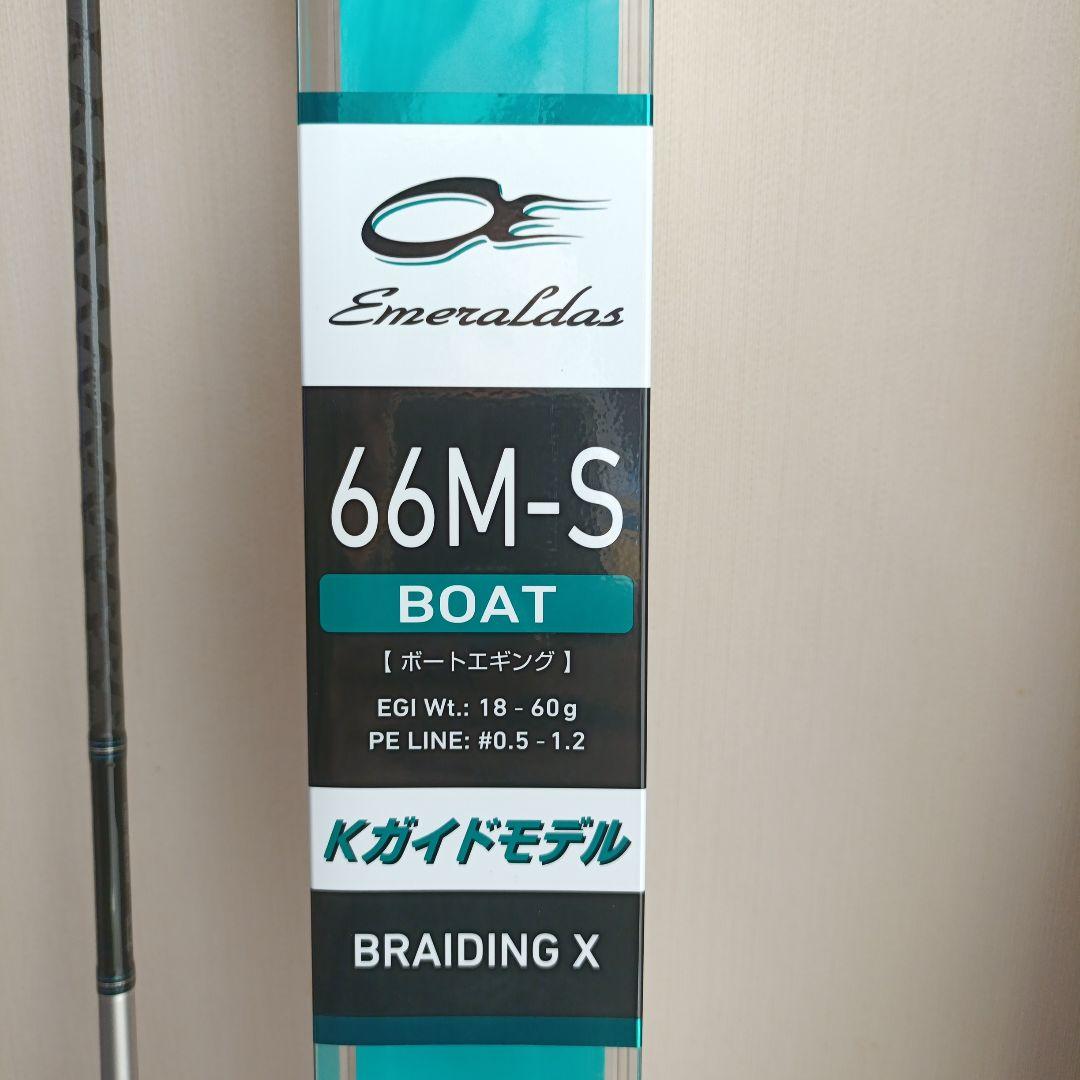 Emeraldas
66M-S
BOAT
【ボートエギング】
EGI Wt.: 18 - 60g
PE LINE: #0.5 - 1.2
Kガイドモデル
BRAIDING X